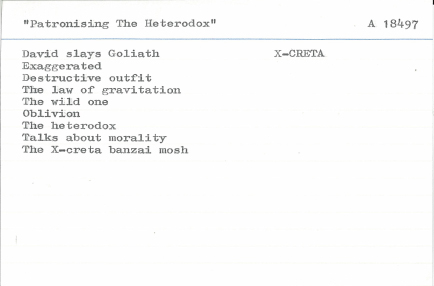 "Patronising The Heterodox" A 18497
David slays Goliath X-CRETA
Exaggerated
Destructive outfit
The law of gravitation
The wild one
Oblivion
The heterodox
Talks about morality
The X-creta banzai mosh